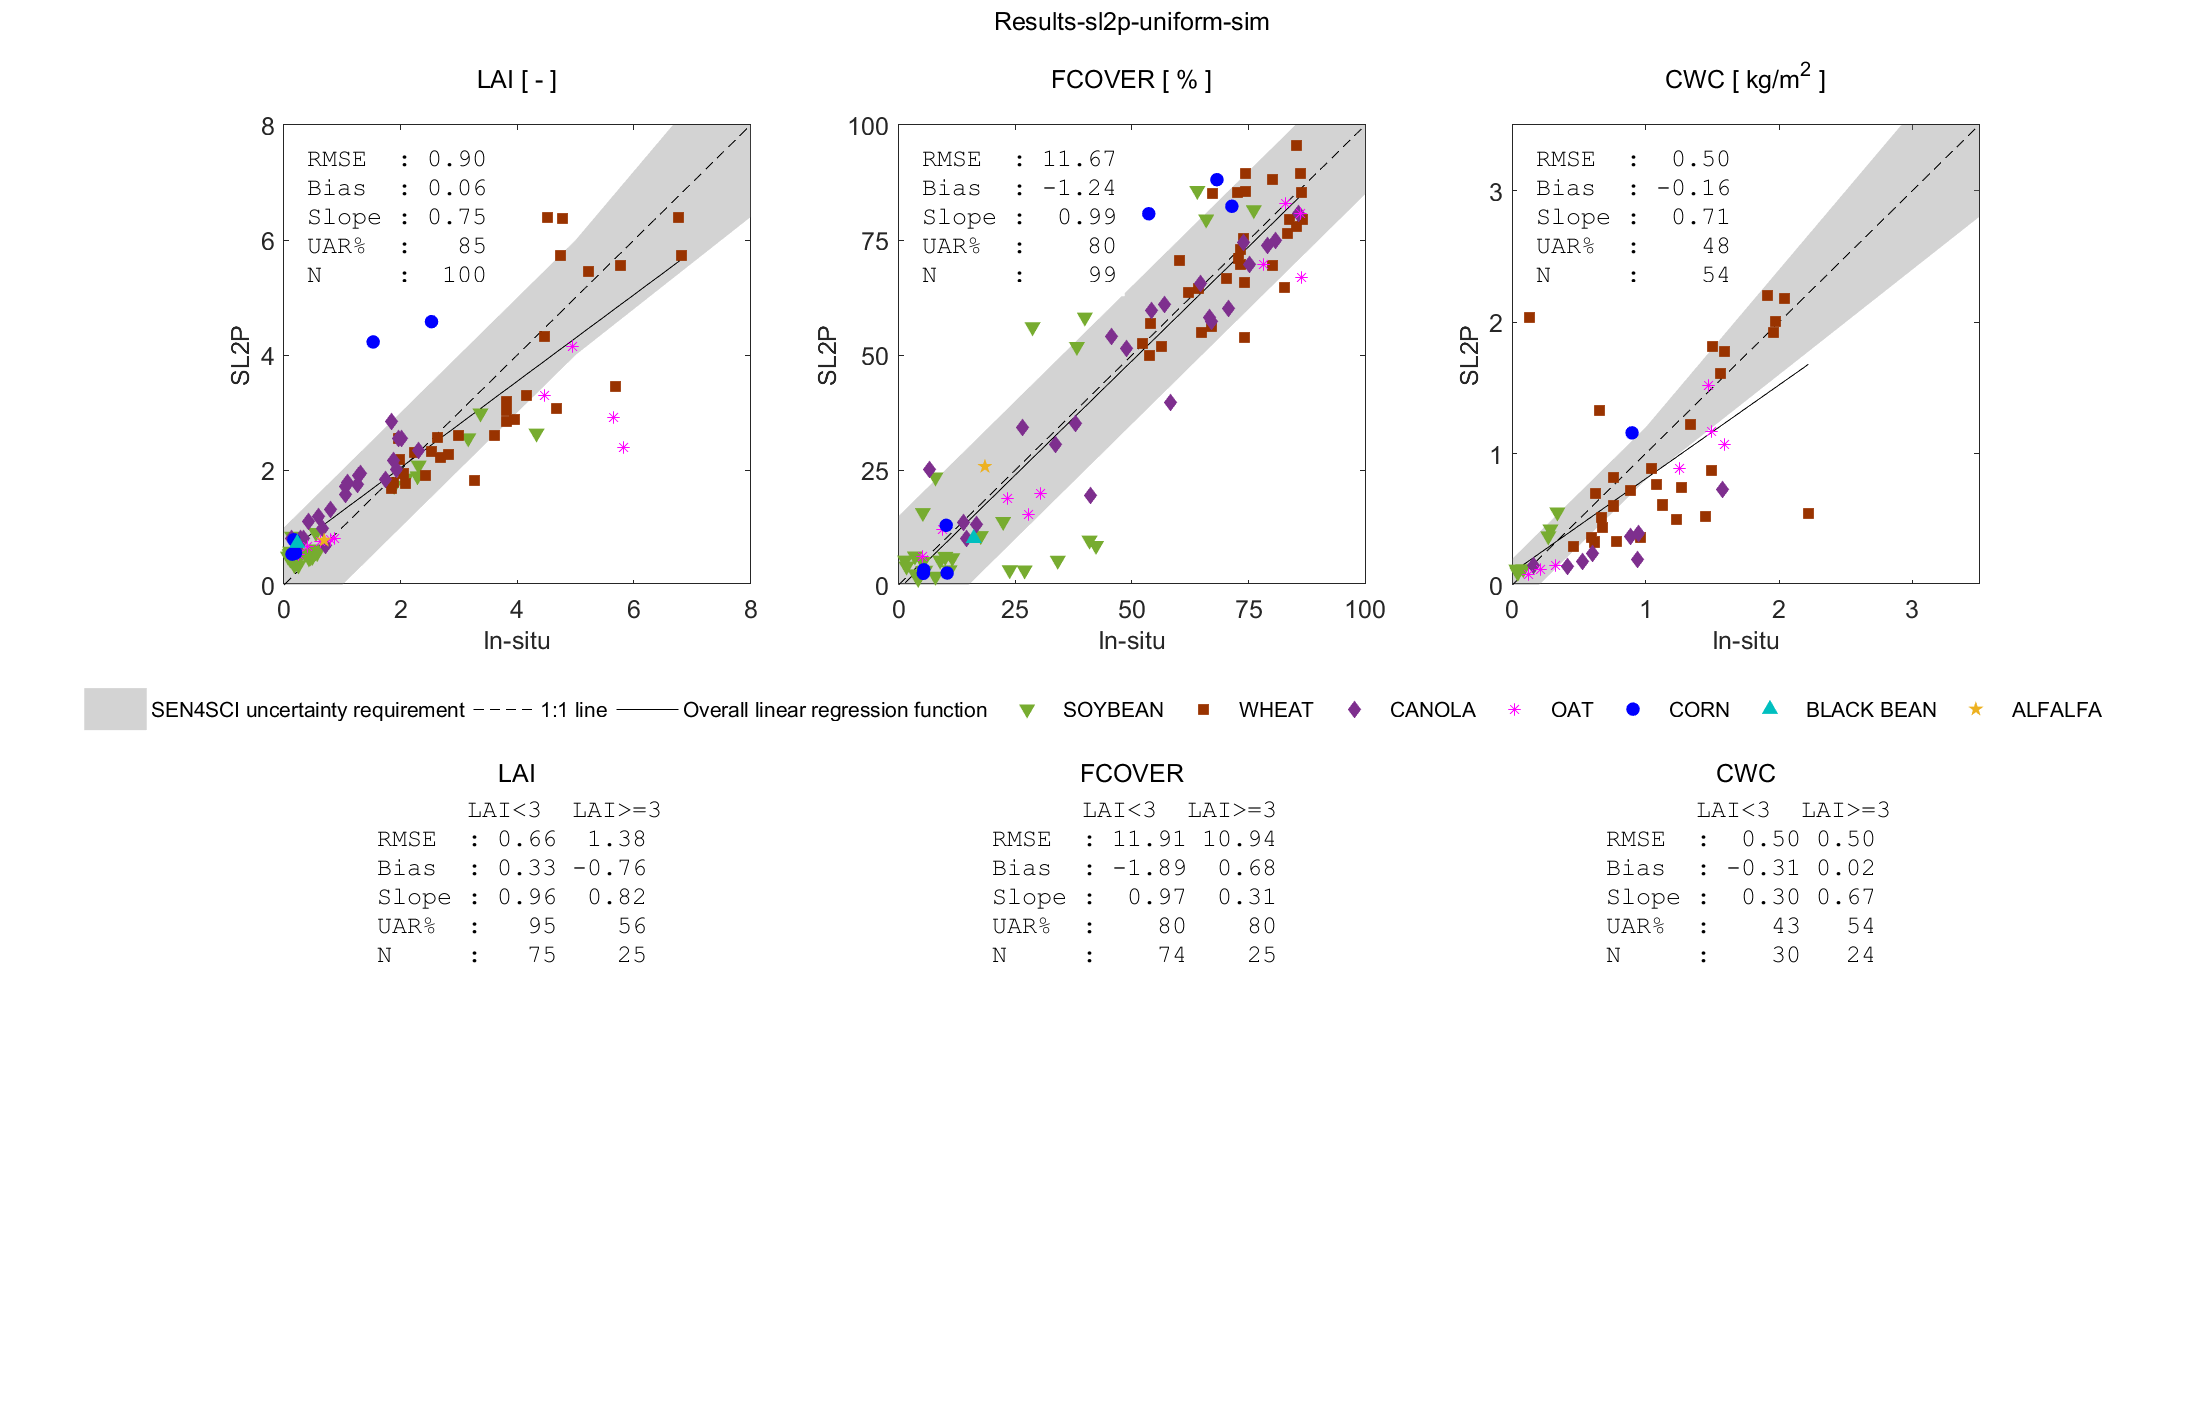 Results-sl2p-uniform-sim
LAI [ - ]
RMSE : 0.90
Bias : 0.06
Slope : 0.75
UAR% : 85
N : 100
8
6
4
2
0
0 2 4 6 8
SL2P
In-situ
FCOVER [ % ]
RMSE : 11.67
Bias : -1.24
Slope : 0.99
UAR% : 80
N : 99
100
75
50
25
0
0 25 50 75 100
SL2P
In-situ
CWC [ kg/m2 ]
RMSE : 0.50
Bias : -0.16
Slope : 0.71
UAR% : 48
N : 54
3
2
1
0
0 1 2 3
SL2P
In-situ
SEN4SCI uncertainty requirement 1:1 line Overall linear regression function SOYBEAN WHEAT CANOLA OAT CORN BLACK BEAN ALFALFA
LAI
LAI<3 LAI>=3
RMSE : 0.66 1.38
Bias : 0.33 -0.76
Slope : 0.96 0.82
UAR% : 95 56
N : 75 25
FCOVER
LAI<3 LAI>=3
RMSE : 11.91 10.94
Bias : -1.89 0.68
Slope : 0.97 0.31
UAR% : 80 80
N : 74 25
CWC
LAI<3 LAI>=3
RMSE : 0.50 0.50
Bias : -0.31 0.02
Slope : 0.30 0.67
UAR% : 43 54
N : 30 24